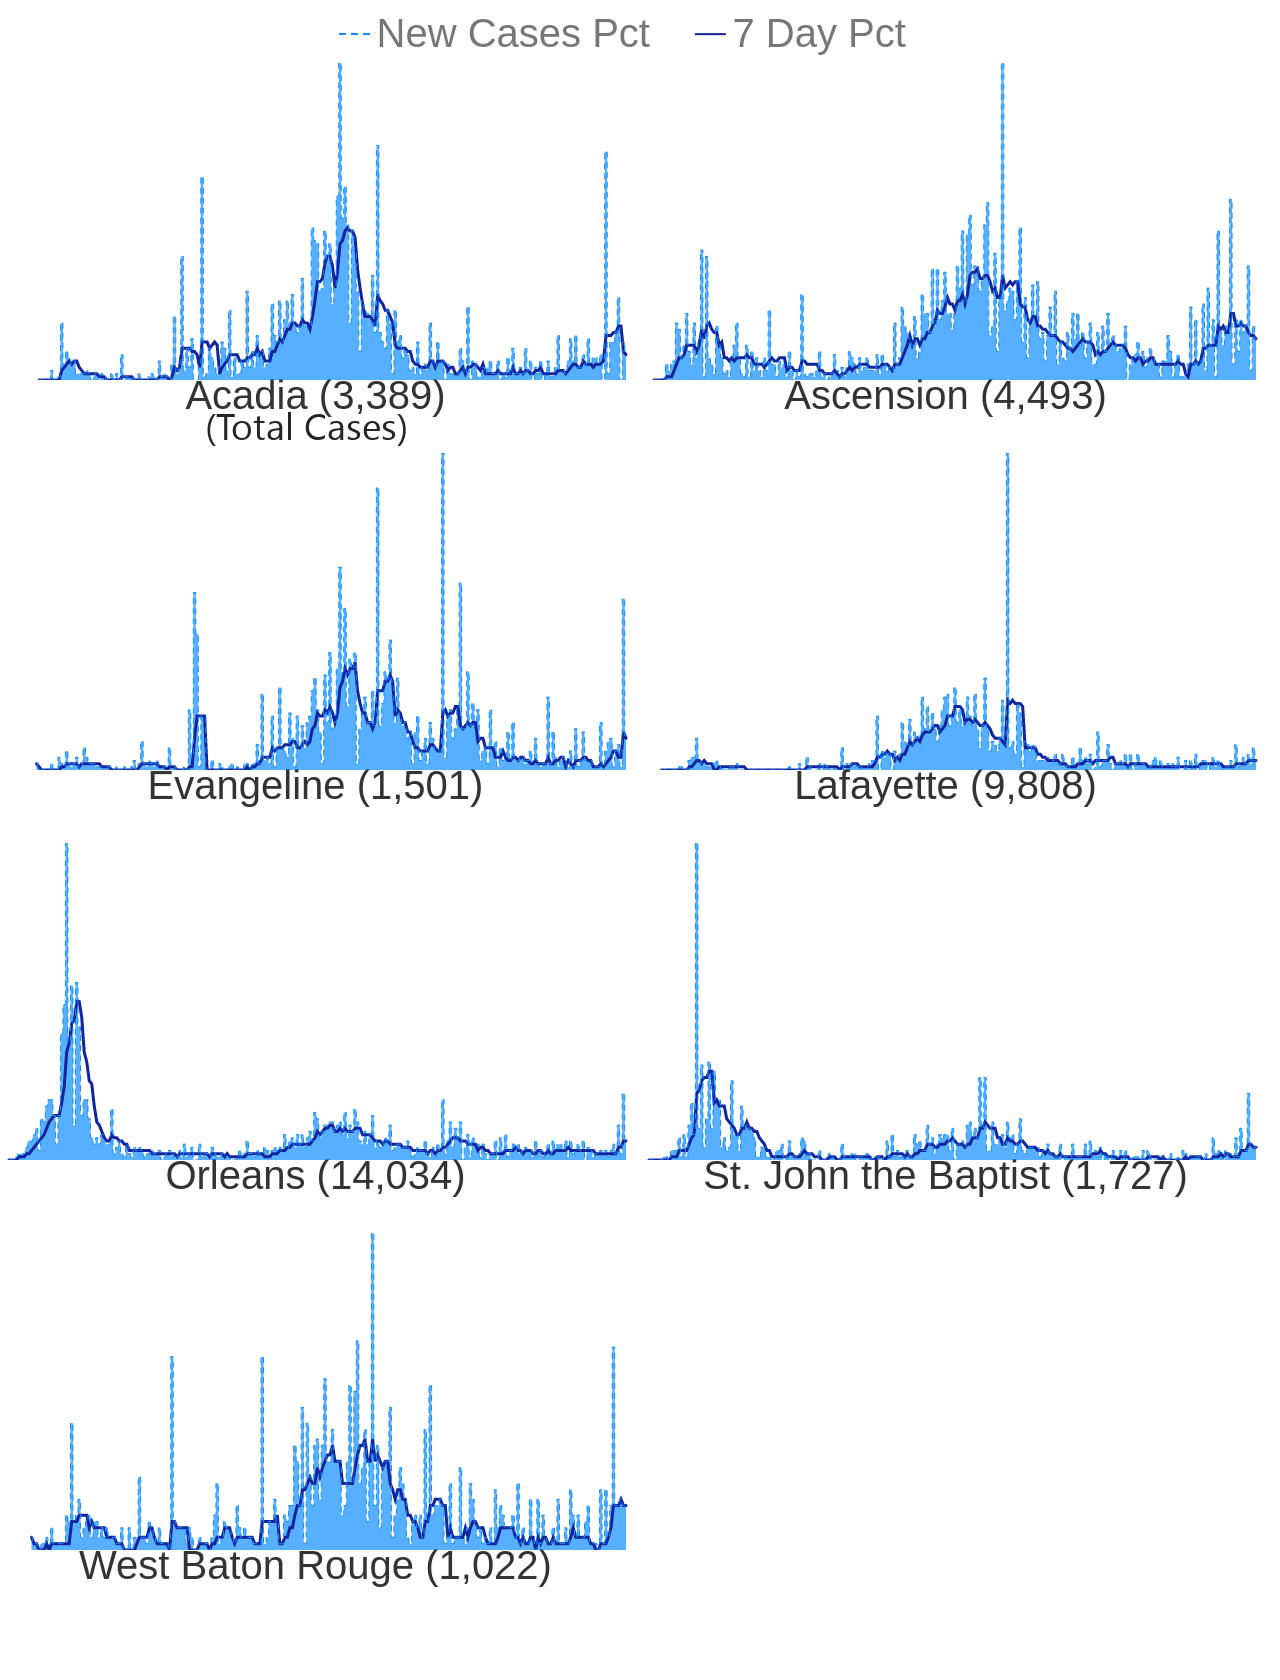 New Cases Pct 7 Day Pct
Acadia (3,389) Ascension (4,493)
(Total Cases)
Evangeline (1,501) Lafayette (9,808)
Orleans (14,034) St. John the Baptist (1,727)
West Baton Rouge (1,022)